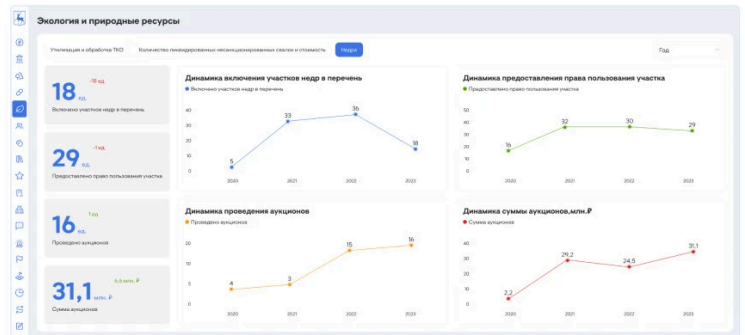 Экология и природные ресурсы
Утилизация и обработка ТКО
Количество ликвидированных несанкционированных свалок и стоимость
Недра
Год
18 ед.
-18 ед.
Включено участков недр в перечень
29 ед.
-1 ед.
Предоставлено право пользования участка
16 ед.
1 ед.
Проведено аукционов
31,1 млн. ₽
6,6 млн. ₽
Сумма аукционов
Динамика включения участков недр в перечень
Включено участков недр в перечень
40
30
20
10
0
5
33
36
18
2020
2021
2022
2023
Динамика предоставления права пользования участка
Предоставлено право пользования участка
50
40
30
20
10
0
16
32
30
29
2020
2021
2022
2023
Динамика проведения аукционов
Проведено аукционов
20
10
5
0
4
3
15
16
2020
2021
2022
2023
Динамика суммы аукционов,млн.₽
Сумма аукционов
40
30
20
10
0
2,2
29,2
24,5
31,1
2020
2021
2022
2023